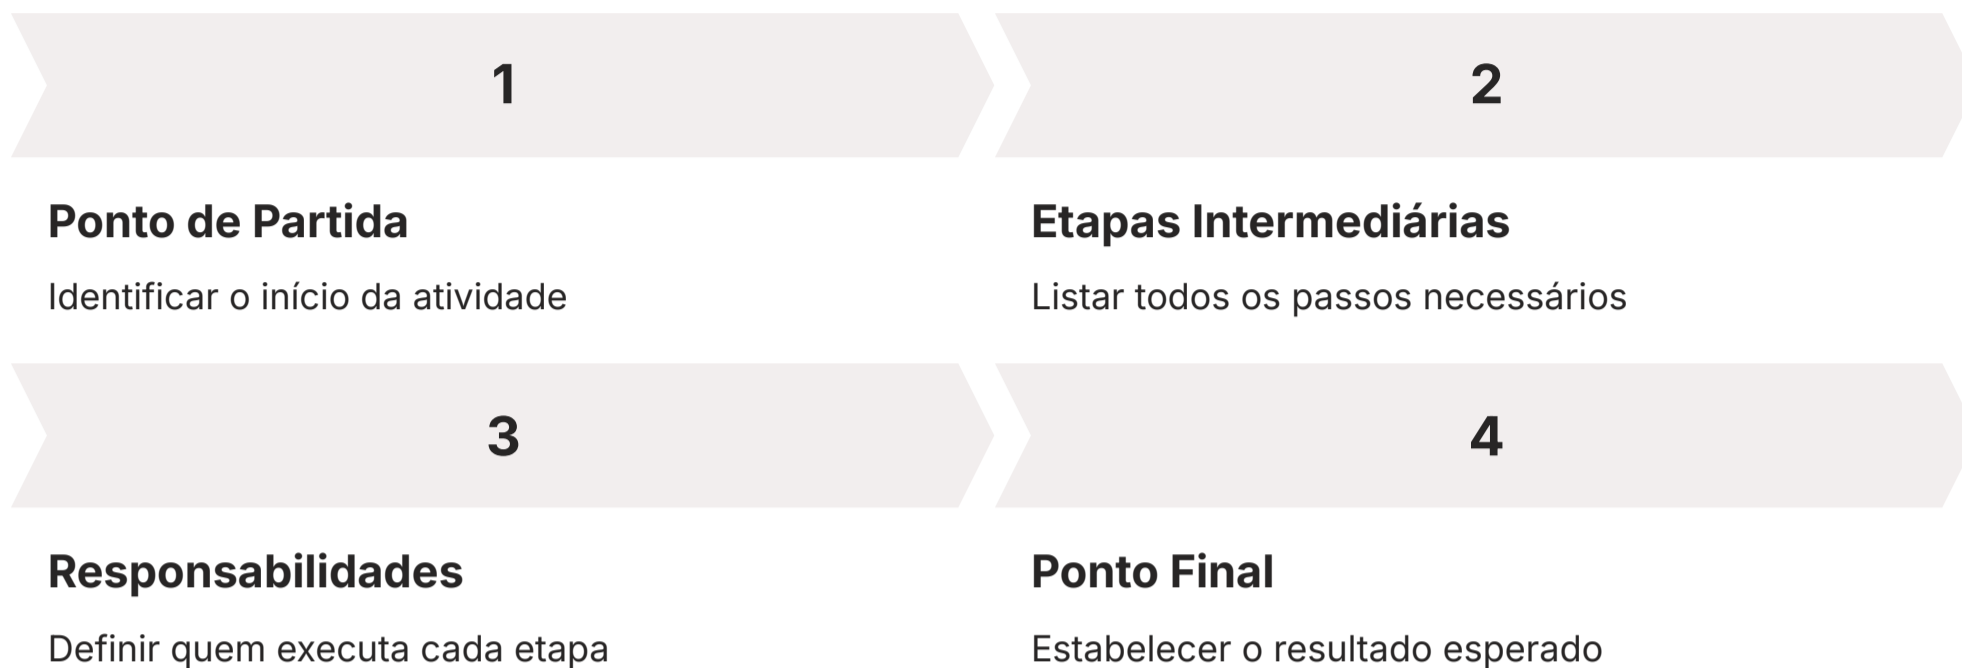 1
Ponto de Partida
Identificar o início da atividade
2
Etapas Intermediárias
Listar todos os passos necessários
3
Responsabilidades
Definir quem executa cada etapa
4
Ponto Final
Estabelecer o resultado esperado